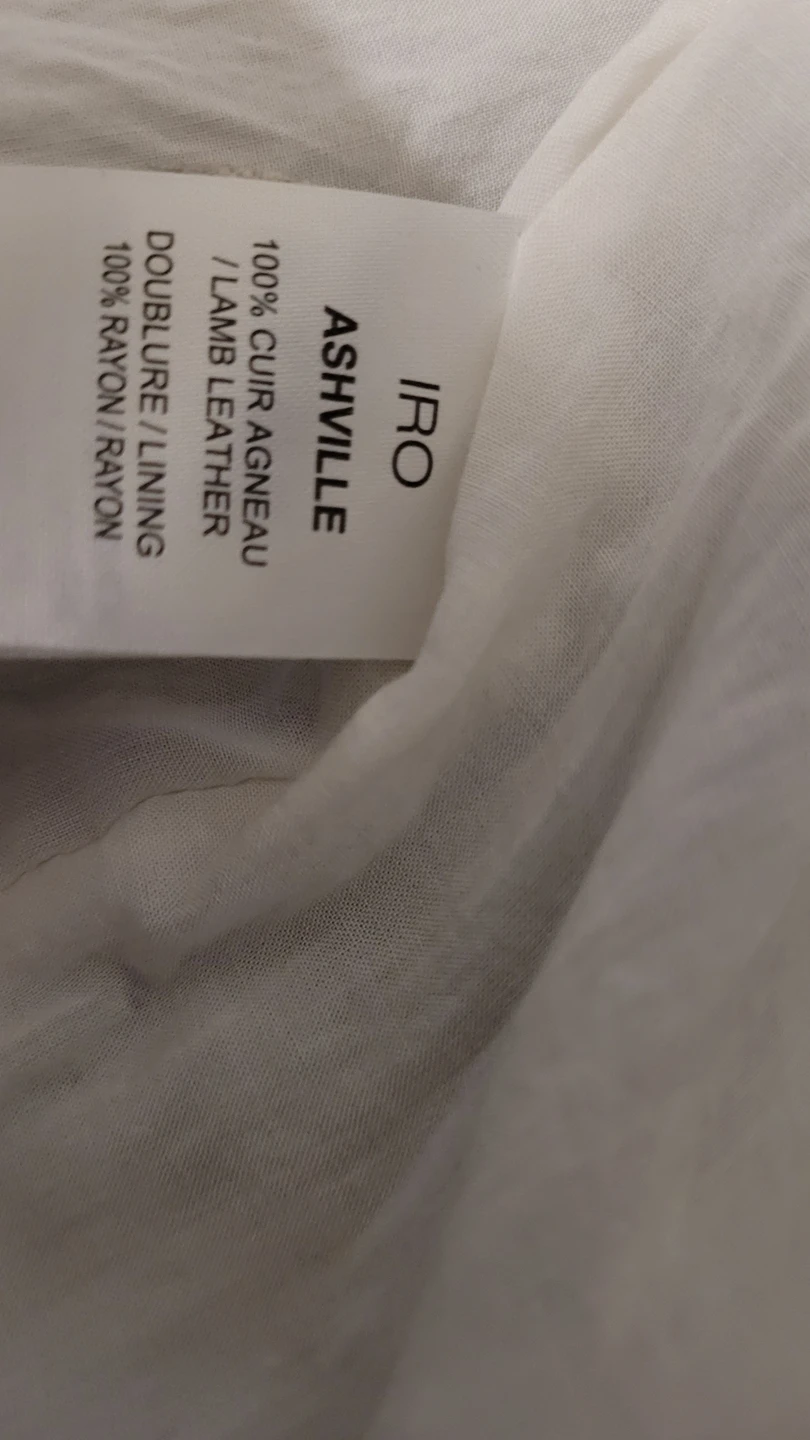 IRO
ASHVILLE
100% CUIR AGNEAU
/ LAMB LEATHER
DOUBLURE / LINING
100% RAYON / RAYON